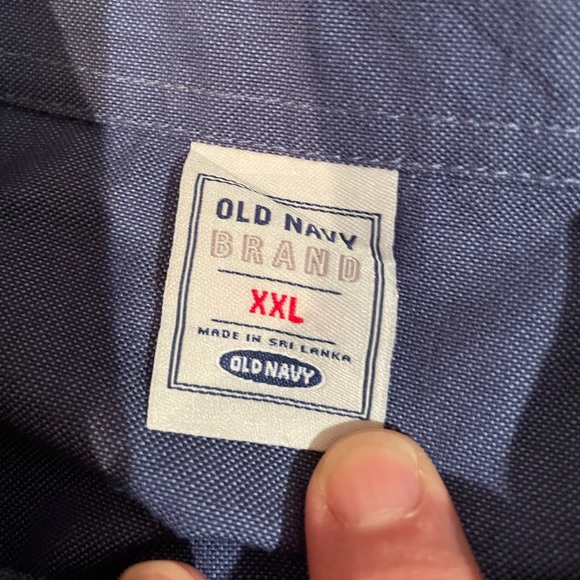 OLD NAVY
BRAND
XXL
MADE IN SRI LANKA
OLD NAVY